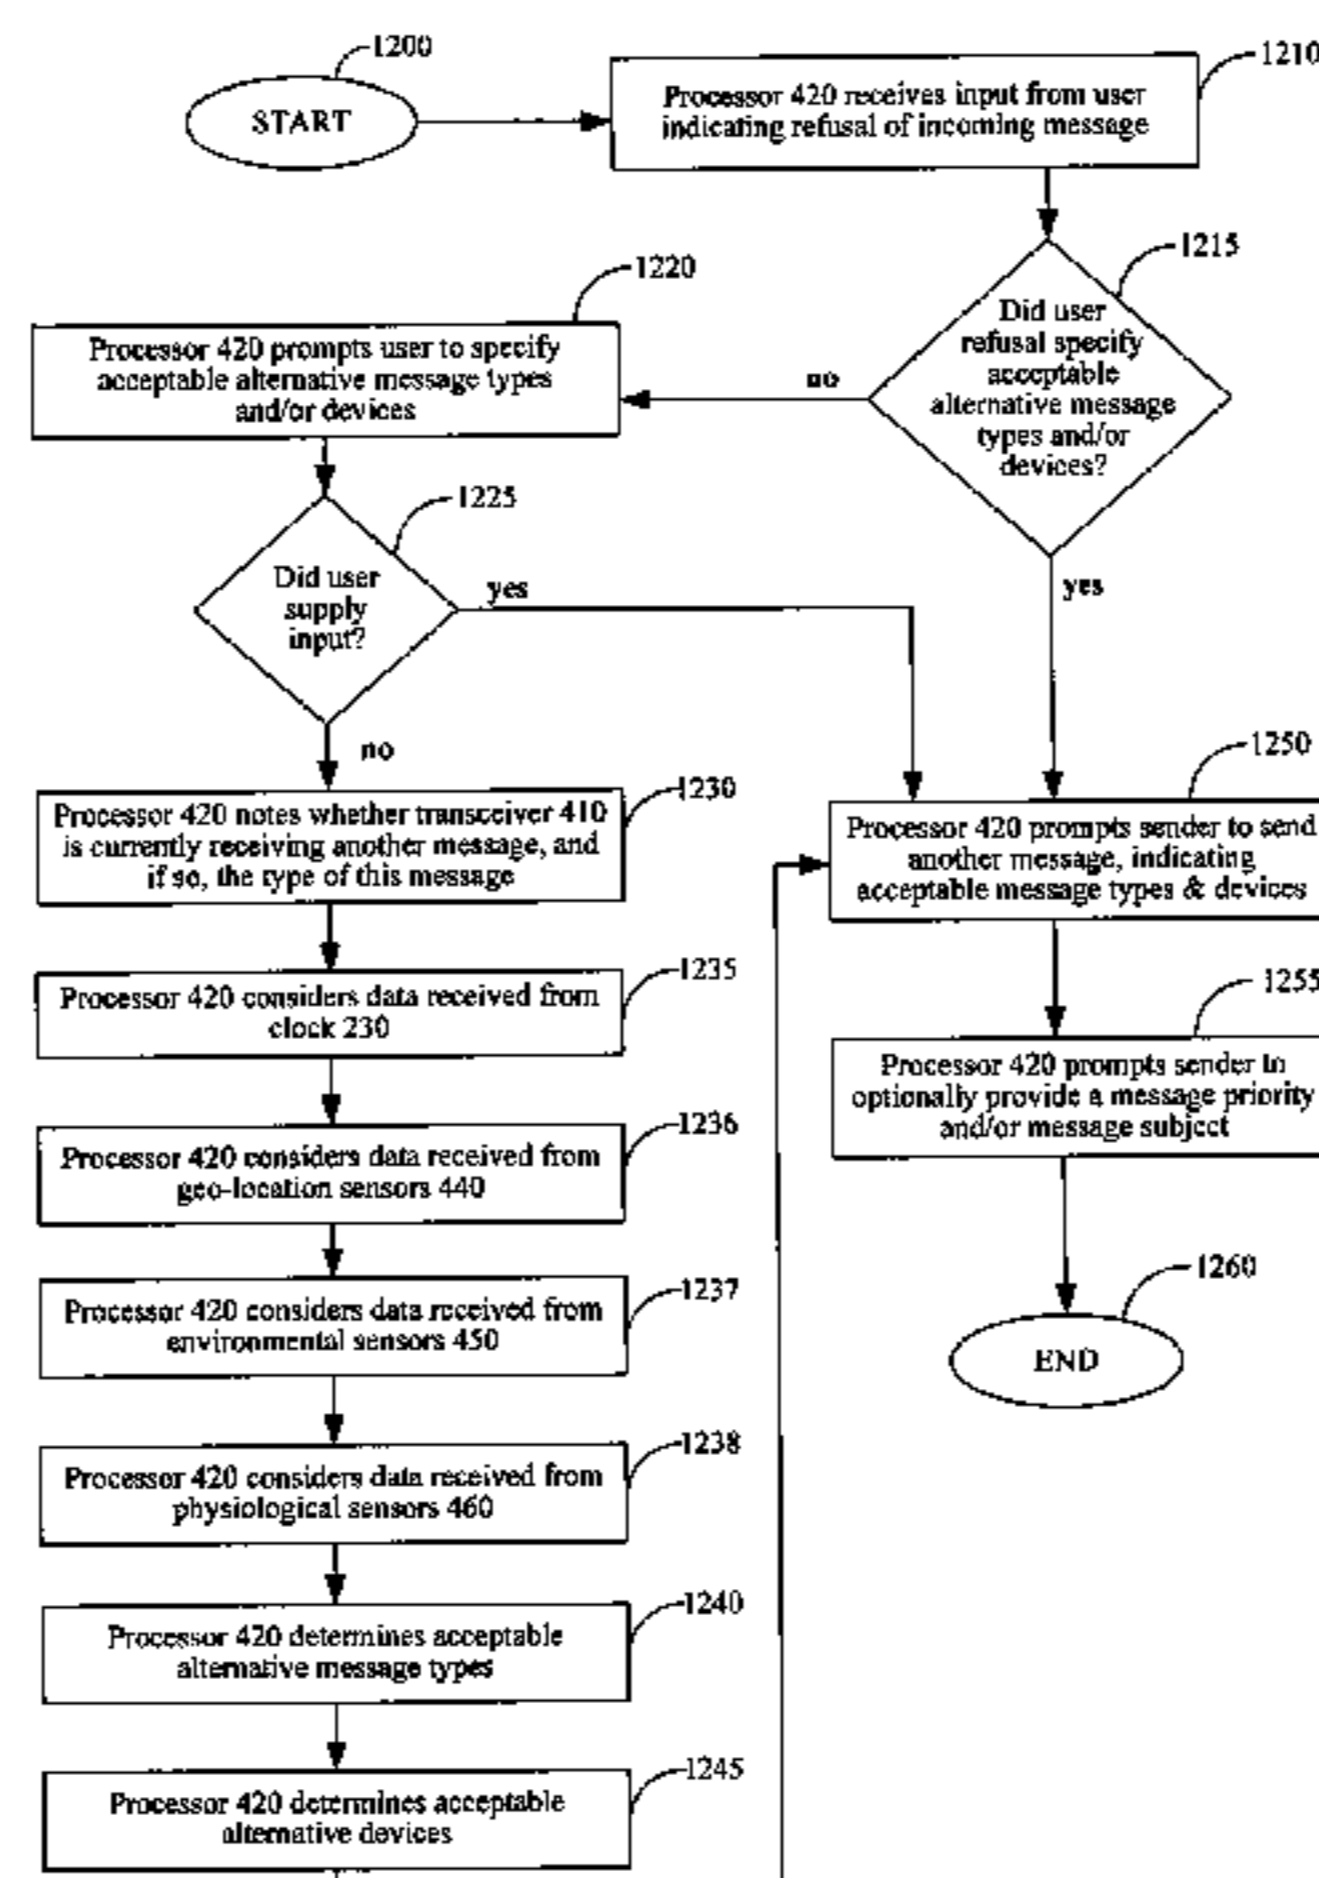 1200
START
1210
Processor 420 receives input from user
indicating refusal of incoming message
1215
Did user
refusal specify
acceptable
alternative message
types and/or
devices?
no
yes
1220
Processor 420 prompts user to specify
acceptable alternative message types
and/or devices
1225
Did user
supply
input?
yes
no
1230
Processor 420 notes whether transceiver 410
is currently receiving another message, and
if so, the type of this message
1235
Processor 420 considers data received from
clock 230
1236
Processor 420 considers data received from
geo-location sensors 440
1237
Processor 420 considers data received from
environmental sensors 450
1238
Processor 420 considers data received from
physiological sensors 460
1240
Processor 420 determines acceptable
alternative message types
1245
Processor 420 determines acceptable
alternative devices
1250
Processor 420 prompts sender to send
another message, indicating
acceptable message types & devices
1255
Processor 420 prompts sender to
optionally provide a message priority
and/or message subject
1260
END